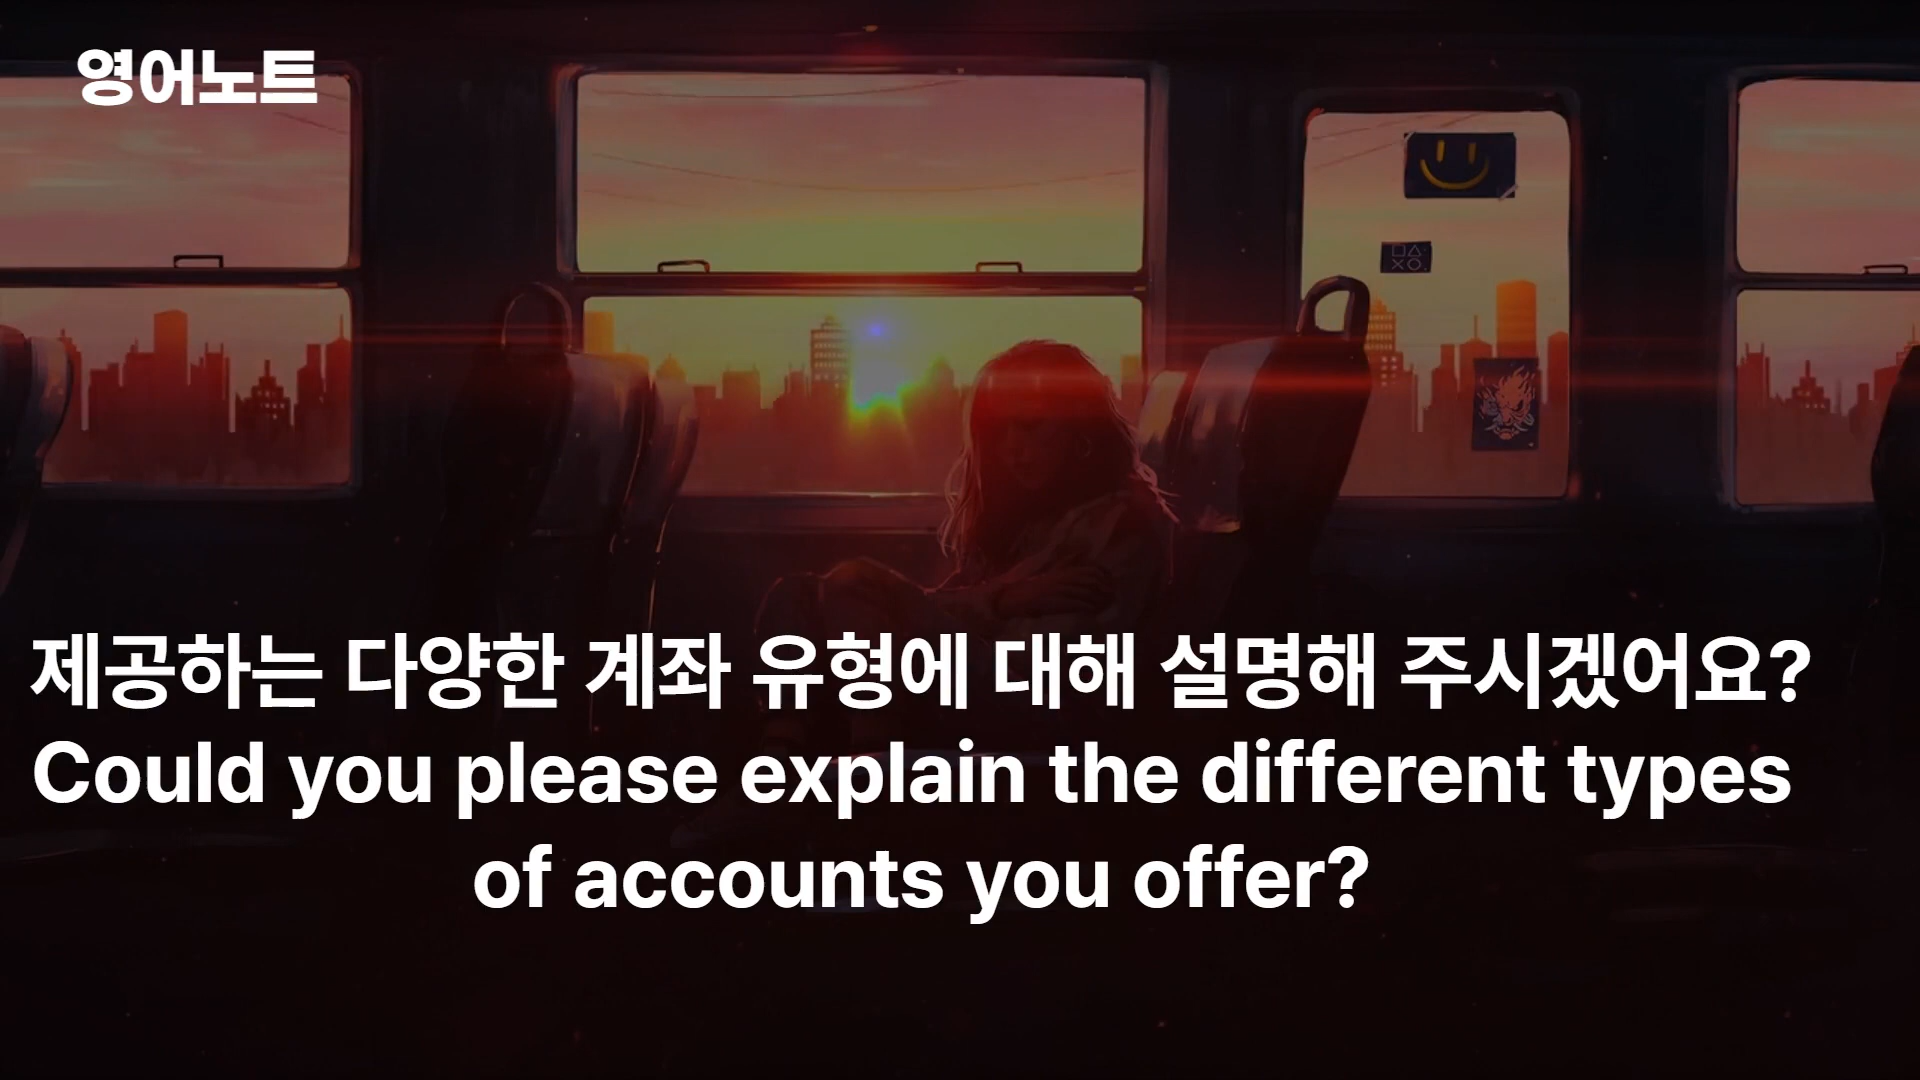 영어노트
제공하는 다양한 계좌 유형에 대해 설명해 주시겠어요?
Could you please explain the different types
of accounts you offer?